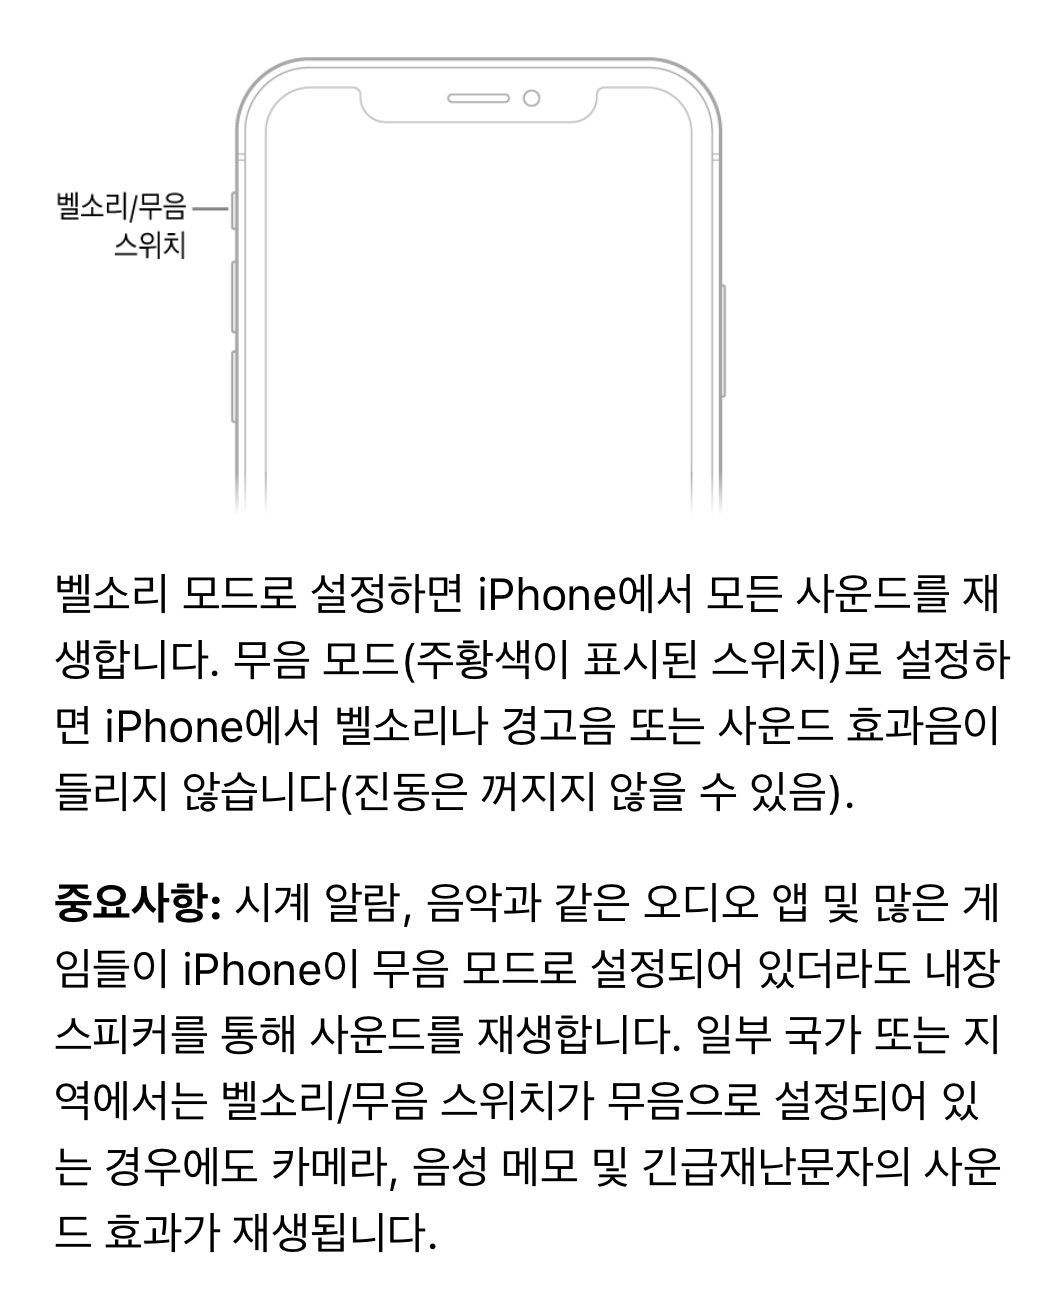 벨소리/무음
스위치
벨소리 모드로 설정하면 iPhone에서 모든 사운드를 재
생합니다. 무음 모드(주황색이 표시된 스위치)로 설정하
면 iPhone에서 벨소리나 경고음 또는 사운드 효과음이
들리지 않습니다(진동은 꺼지지 않을 수 있음).
중요사항: 시계 알람, 음악과 같은 오디오 앱 및 많은 게
임들이 iPhone이 무음 모드로 설정되어 있더라도 내장
스피커를 통해 사운드를 재생합니다. 일부 국가 또는 지
역에서는 벨소리/무음 스위치가 무음으로 설정되어 있
는 경우에도 카메라, 음성 메모 및 긴급재난문자의 사운
드 효과가 재생됩니다.